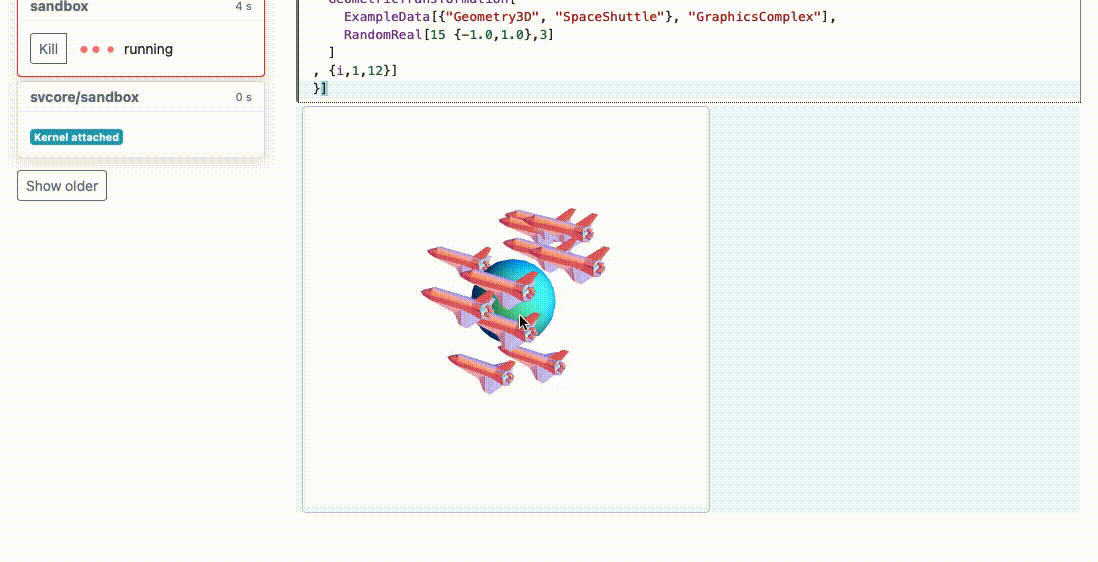 sandbox 4 s
Kill running
svcore/sandbox 0 s
Kernel attached
Show older
GeometricTransformation[
ExampleData[{"Geometry3D", "SpaceShuttle"}, "GraphicsComplex"],
RandomReal[15 {-1.0,1.0},3]
]
, {i,1,12}]
}]